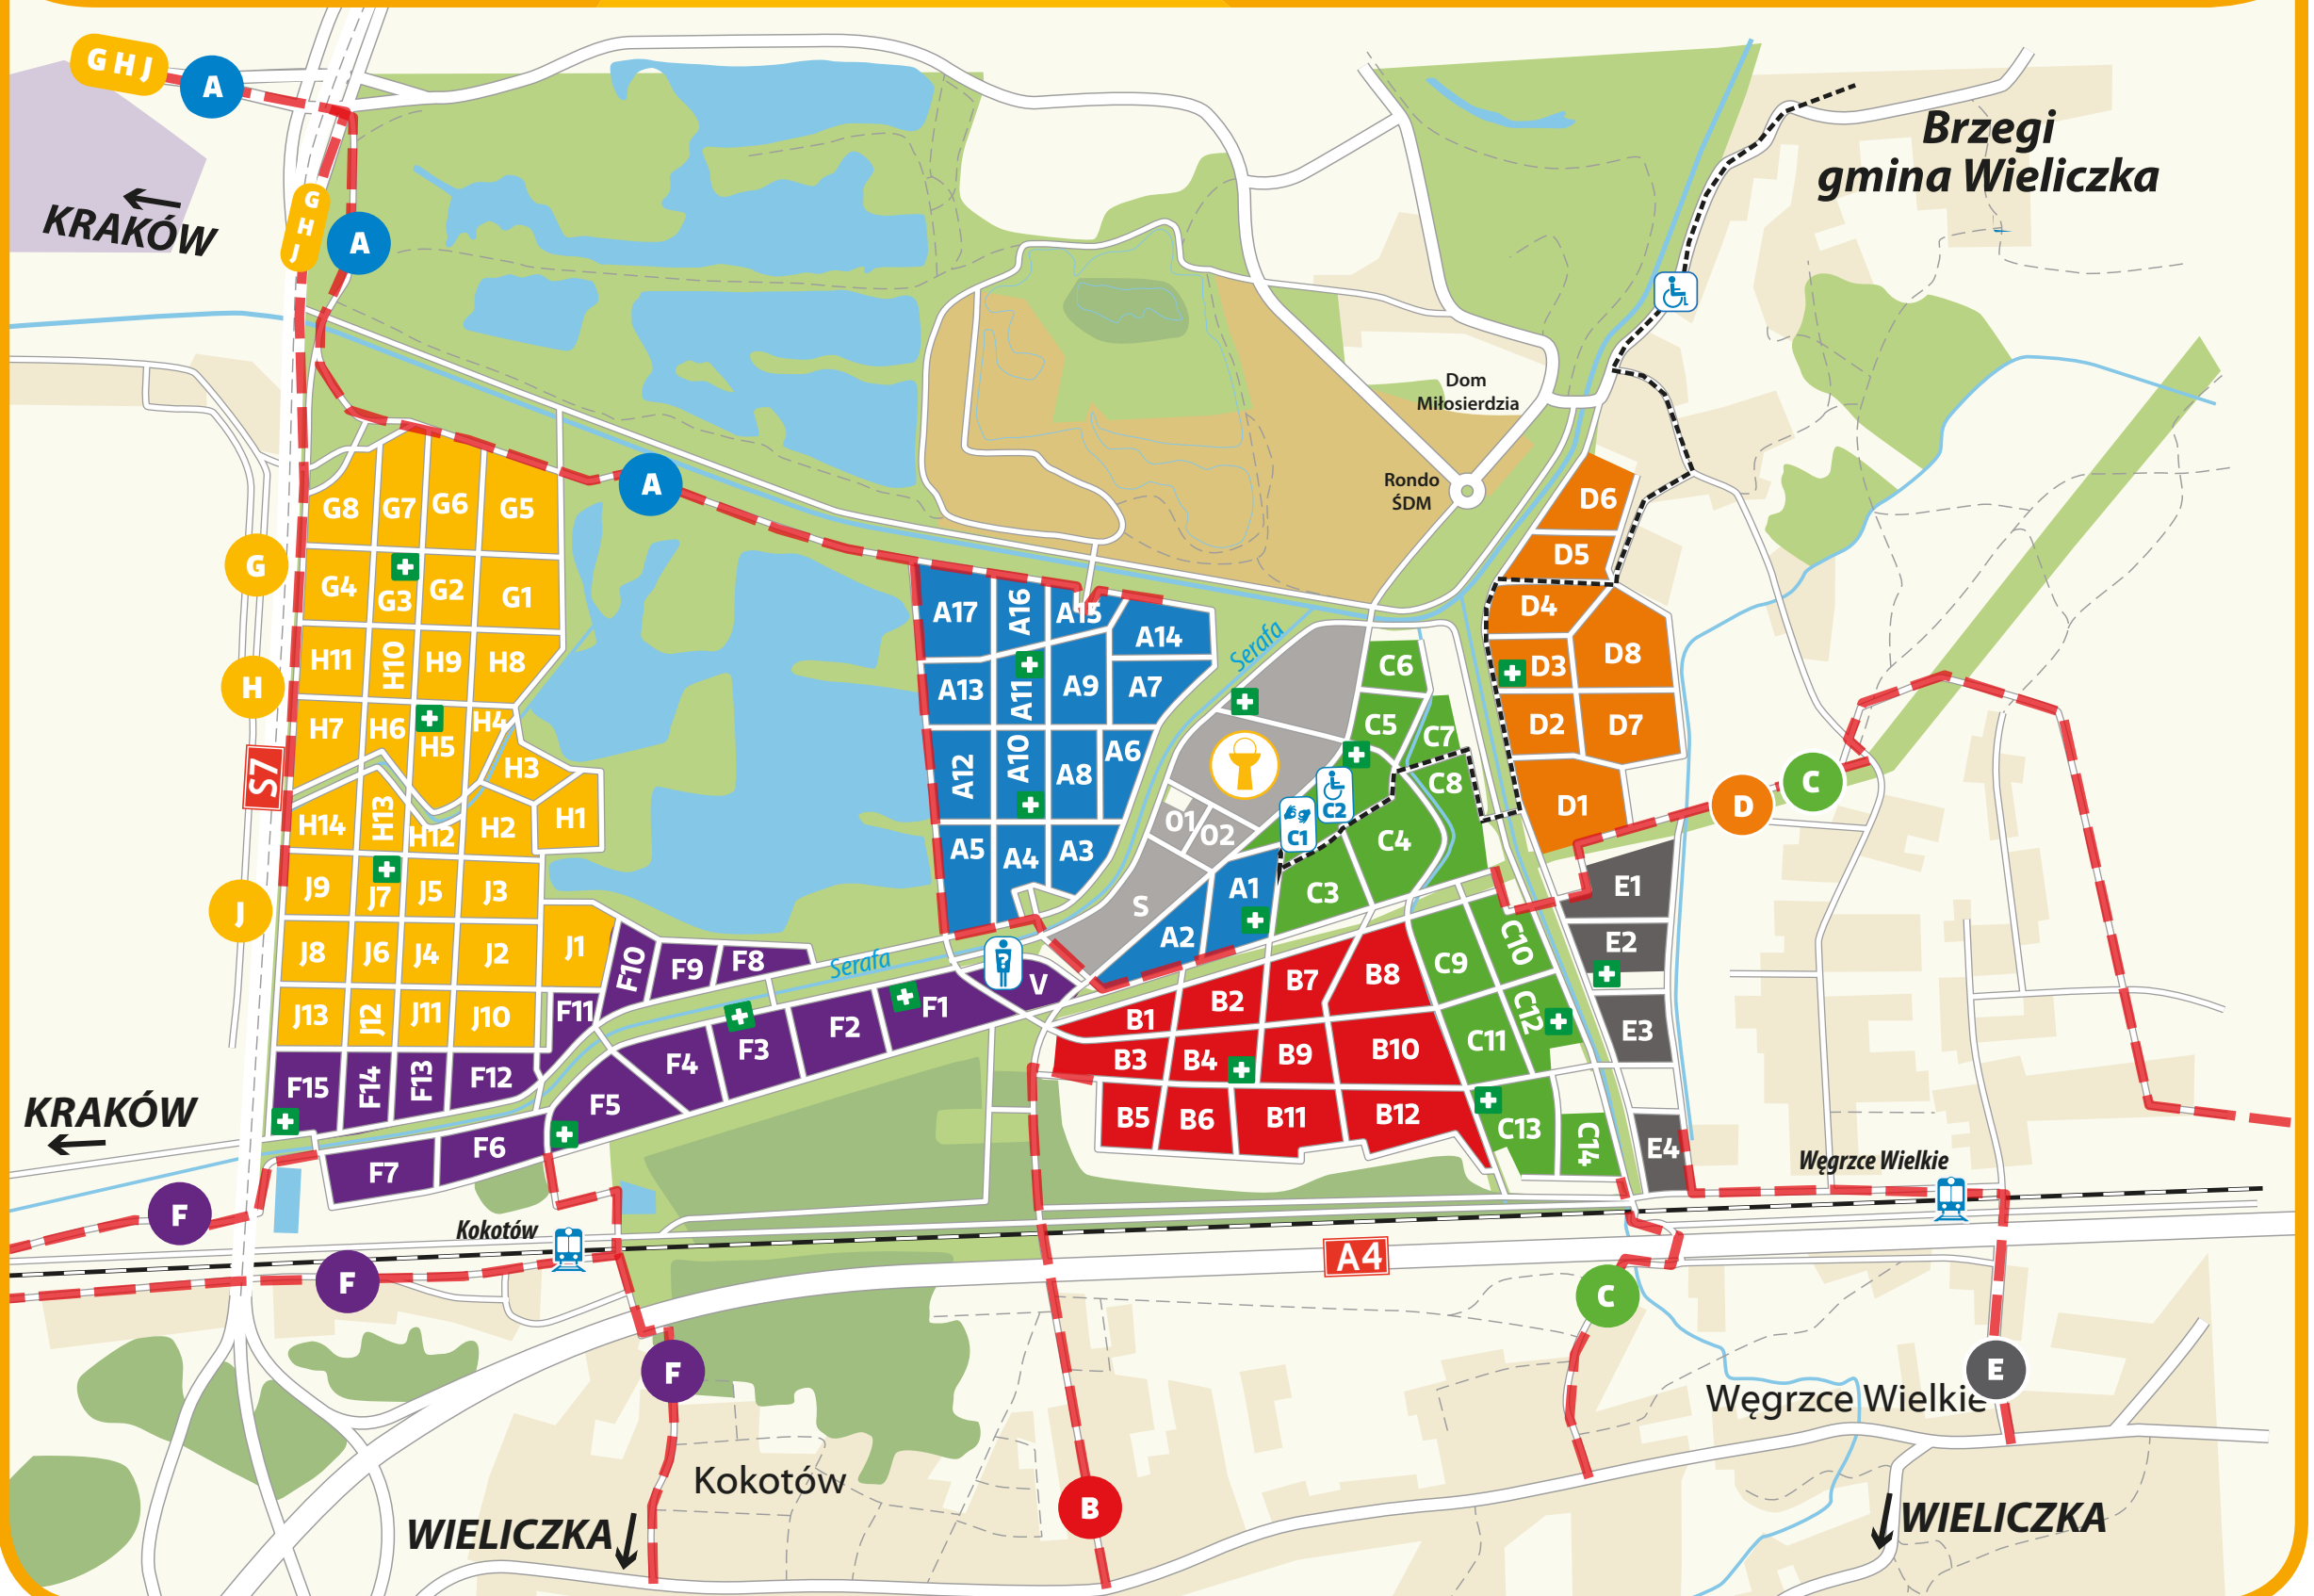 G H J
A
Brzegi
gmina Wieliczka
KRAKÓW
G
H
J
A
Dom
Miłosierdzia
Rondo
ŚDM
A
G8
G7
G6
G5
D6
D5
G
G4
G3
G2
G1
D4
A17
A16
A15
A14
Serafa
H11
H10
H9
H8
C6
D3
D8
H
A13
A11
A9
A7
H7
H6
H5
H4
C5
C7
D2
D7
S7
H3
A12
A10
A8
A6
C8
C2
C
D
D1
H14
H13
H12
H2
H1
O1
O2
C1
C4
A5
A4
A3
E1
J
J9
J7
J5
J3
S
A1
C3
J8
J6
J4
J2
J1
F10
F9
F8
Serafa
A2
C10
E2
V
B7
B8
C9
J13
J12
J11
J10
F11
F1
B1
B2
C12
E3
F2
F3
F4
B3
B4
B9
B10
C11
F15
F14
F13
F12
KRAKÓW
F5
B5
B6
B11
B12
C13
C14
E4
F6
F7
Węgrzce Wielkie
F
Kokotów
A4
F
C
F
E
Węgrzce Wielkie
Kokotów
B
WIELICZKA
WIELICZKA